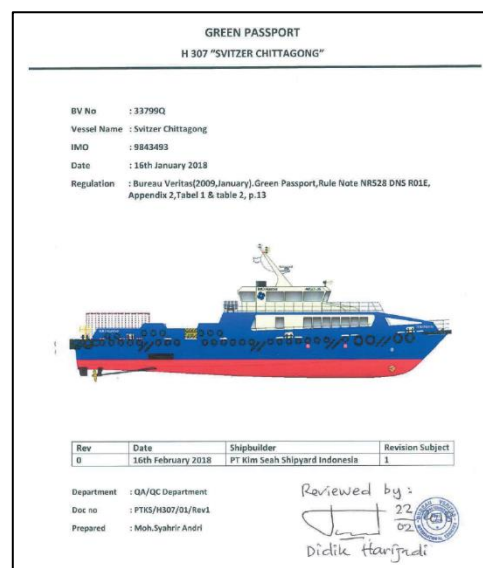 GREEN PASSPORT
H 307 "SVITZER CHITTAGONG"
BV No : 33799Q
Vessel Name : Svitzer Chittagong
IMO : 9843493
Date : 16th January 2018
Regulation : Bureau Veritas(2009,January).Green Passport,Rule Note NR528 DNS R01E,
Appendix 2,Tabel 1 & table 2, p.13
Rev Date Shipbuilder Revision Subject
0 16th February 2018 PT Kim Seah Shipyard Indonesia 1
Department : QA/QC Department
Doc no : PTKS/H307/01/Rev1
Prepared : Moh.Syahrir Andri
Reviewed by :
22
02
Didik Harijadi